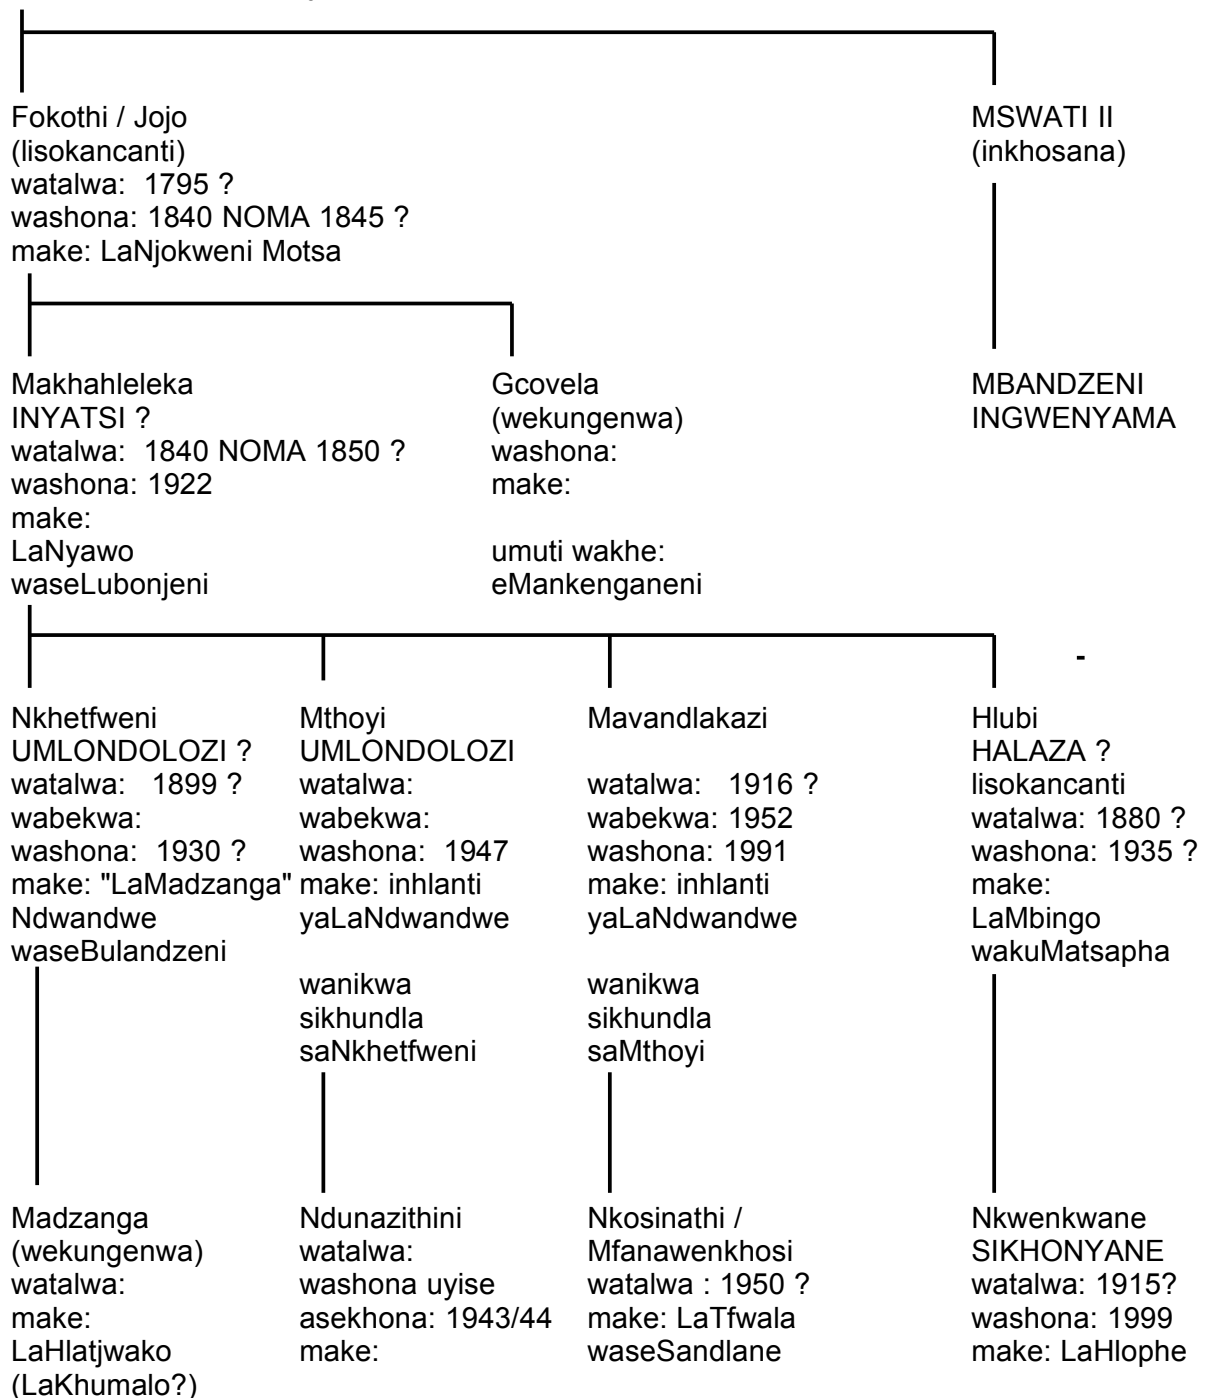 Fokothi / Jojo
(lisokancanti)
watalwa: 1795 ?
washona: 1840 NOMA 1845 ?
make: LaNjokweni Motsa
MSWATI II
(inkhosana)
Makhahleleka
INYATSI ?
watalwa: 1840 NOMA 1850 ?
washona: 1922
make:
LaNyawo
waseLubonjeni
Gcovela
(wekungenwa)
washona:
make:
umuti wakhe:
eMankenganeni
MBANDZENI
INGWENYAMA
-
Nkhetfweni
UMLONDOLOZI ?
watalwa: 1899 ?
wabekwa:
washona: 1930 ?
make: "LaMadzanga"
Ndwandwe
waseBulandzeni
Mthoyi
UMLONDOLOZI
watalwa:
wabekwa:
washona: 1947
make: inhlanti
yaLaNdwandwe
wanikwa
sikhundla
saNkhetfweni
Mavandlakazi
watalwa: 1916 ?
wabekwa: 1952
washona: 1991
make: inhlanti
yaLaNdwandwe
wanikwa
sikhundla
saMthoyi
Hlubi
HALAZA ?
lisokancanti
watalwa: 1880 ?
washona: 1935 ?
make:
LaMbingo
wakuMatsapha
Madzanga
(wekungenwa)
watalwa:
make:
LaHlatjwako
(LaKhumalo?)
Ndunazithini
watalwa:
washona uyise
asekhona: 1943/44
make:
Nkosinathi /
Mfanawenkhosi
watalwa : 1950 ?
make: LaTfwala
waseSandlane
Nkwenkwane
SIKHONYANE
watalwa: 1915?
washona: 1999
make: LaHlophe